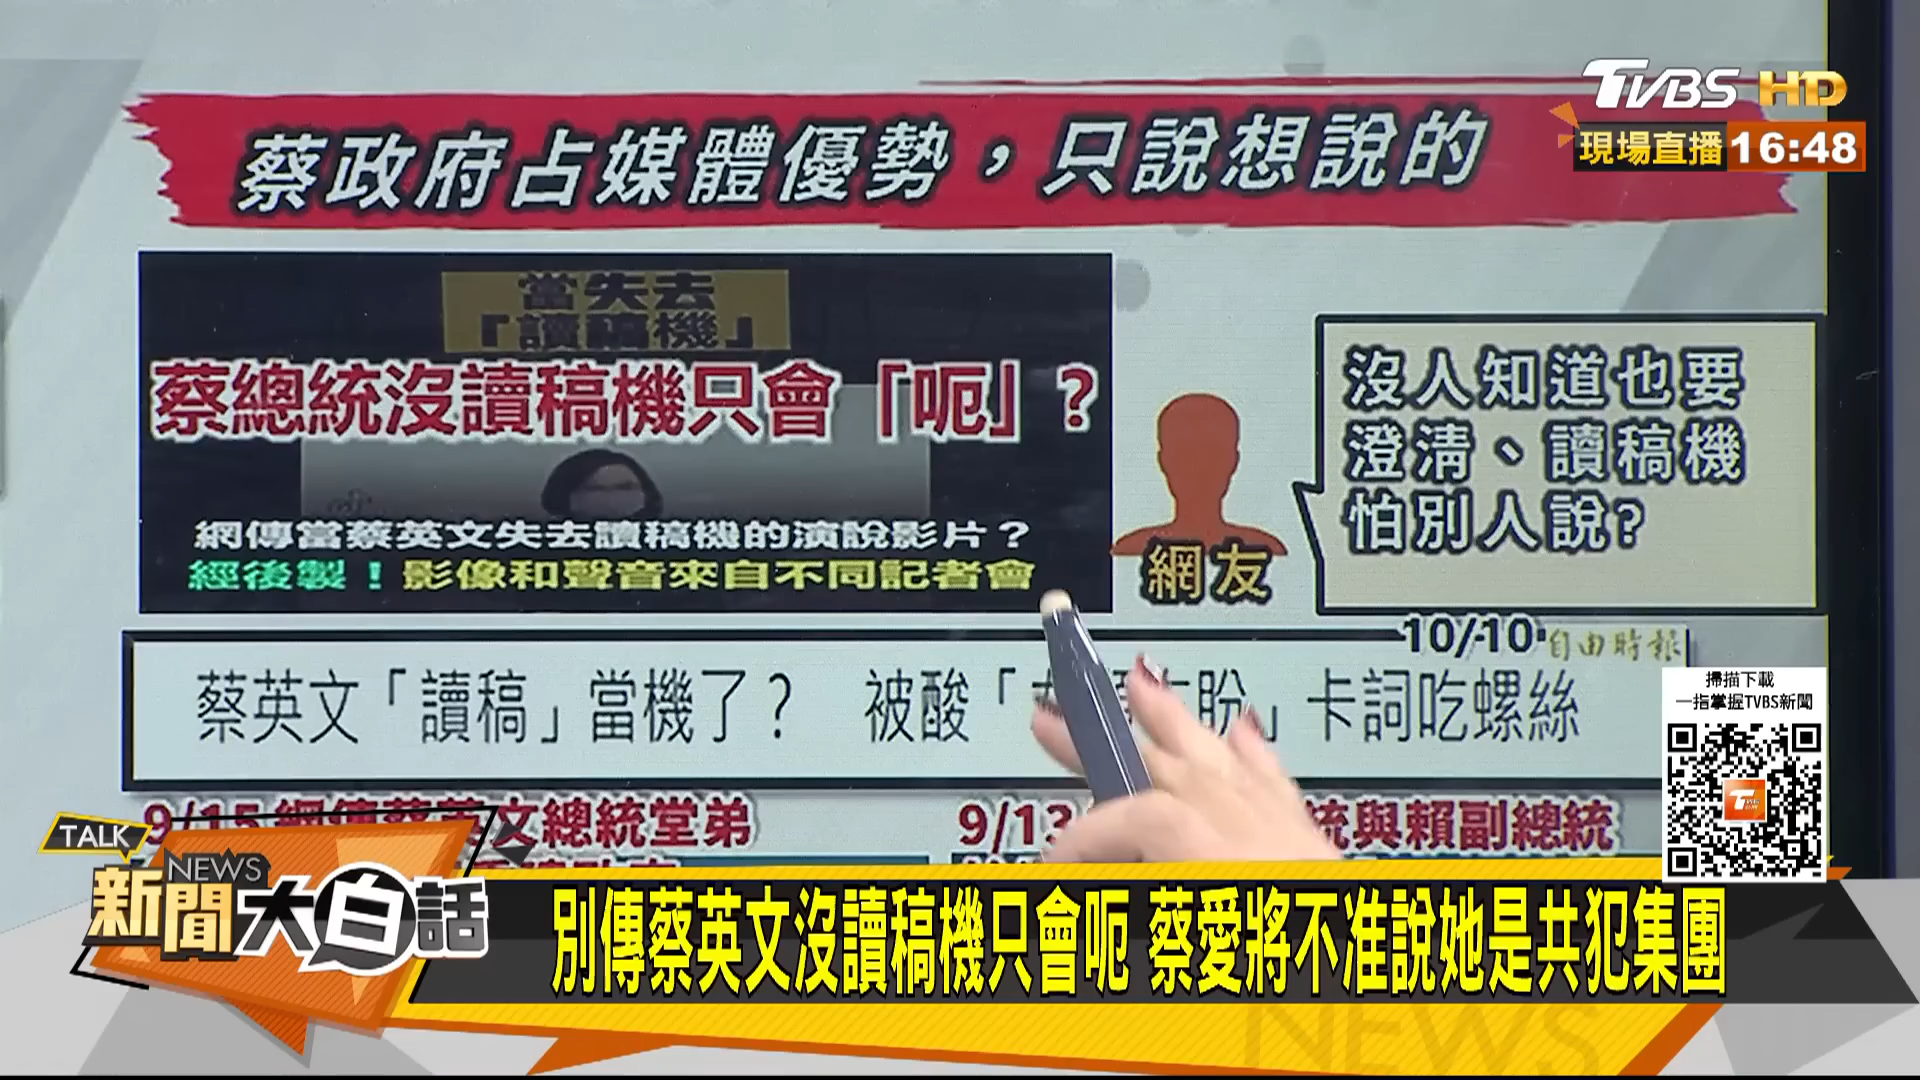 TVBS HD
現場直播 16:48
蔡政府占媒體優勢，只說想說的
當失去
「讀稿機」
蔡總統沒讀稿機只會「呃」？
網傳當蔡英文失去讀稿機的演說影片？
經後製！影像和聲音來自不同記者會
網友
沒人知道也要
澄清、讀稿機
怕別人說？
10/10 自由時報
蔡英文「讀稿」當機了？ 被酸「盼」卡詞吃螺絲
9/15 網傳蔡英文總統堂弟
9/13 統與賴副總統
掃描下載
一指掌握TVBS新聞
TALK
NEWS
新聞大白話
別傳蔡英文沒讀稿機只會呃 蔡愛將不准說她是共犯集團
NEWS